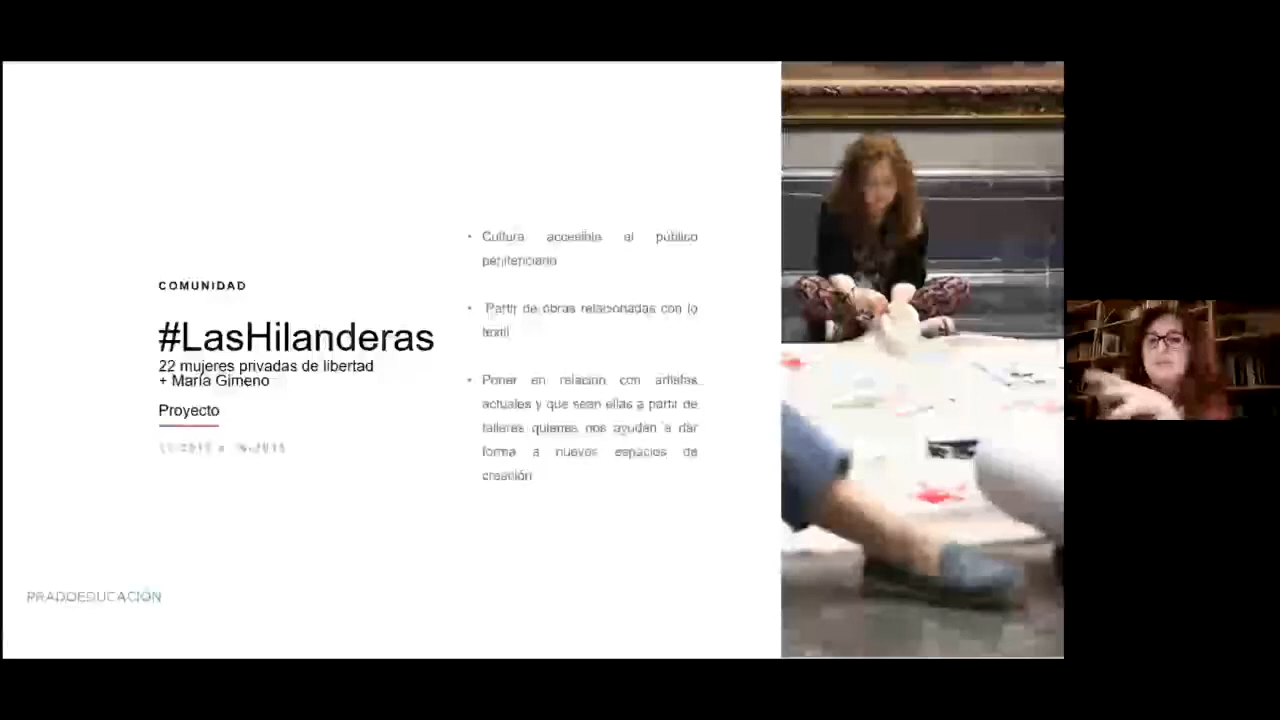 COMUNIDAD
#LasHilanderas
22 mujeres privadas de libertad
+ María Gimeno
Proyecto
• Cultura accesible al público
penitenciario
• Partir de obras relacionadas con lo
textil
• Poner en relación con artistas
actuales y que sean ellas a partir de
talleres quienes nos ayuden a dar
forma a nuevos espacios de
creación
PRADOEDUCACIÓN